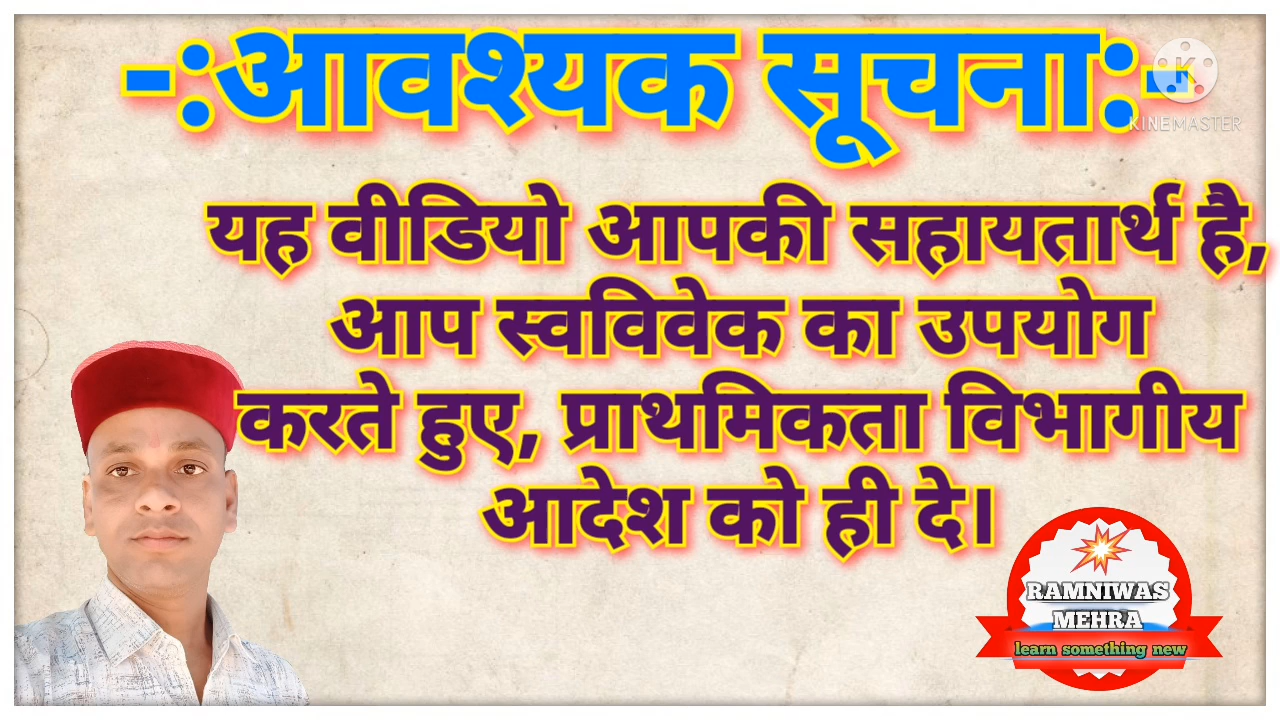 -:आवश्यक सूचना:-
KINEMASTER
यह वीडियो आपकी सहायतार्थ है,
आप स्वविवेक का उपयोग
करते हुए, प्राथमिकता विभागीय
आदेश को ही दे।
RAMNIWAS
MEHRA
learn something new